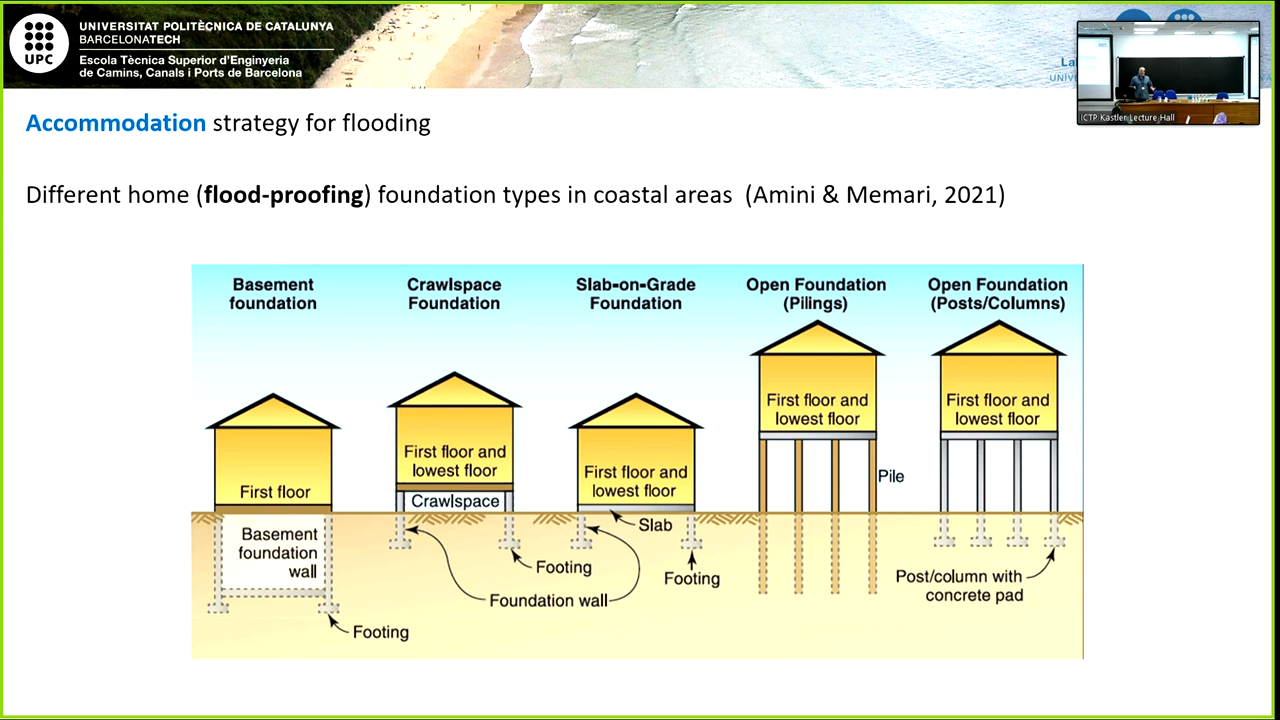 UNIVERSITAT POLITÈCNICA DE CATALUNYA
BARCELONATECH
Escola Tècnica Superior d'Enginyeria
de Camins, Canals i Ports de Barcelona
UPC
La
UNIV
ICTP Kastler Lecture Hall
Accommodation strategy for flooding
Different home (flood-proofing) foundation types in coastal areas (Amini & Memari, 2021)
Basement
foundation
Crawlspace
Foundation
Slab-on-Grade
Foundation
Open Foundation
(Pilings)
Open Foundation
(Posts/Columns)
First floor
First floor and
lowest floor
Crawlspace
First floor and
lowest floor
First floor and
lowest floor
First floor and
lowest floor
Pile
Slab
Basement
foundation
wall
Footing
Footing
Foundation wall
Footing
Post/column with
concrete pad